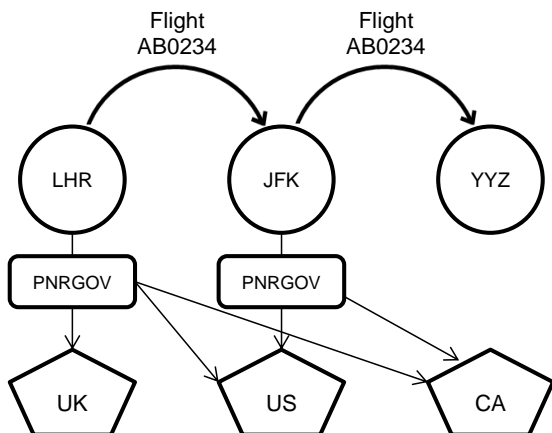 Flight
AB0234
Flight
AB0234
LHR
JFK
YYZ
PNRGOV
PNRGOV
UK
US
CA